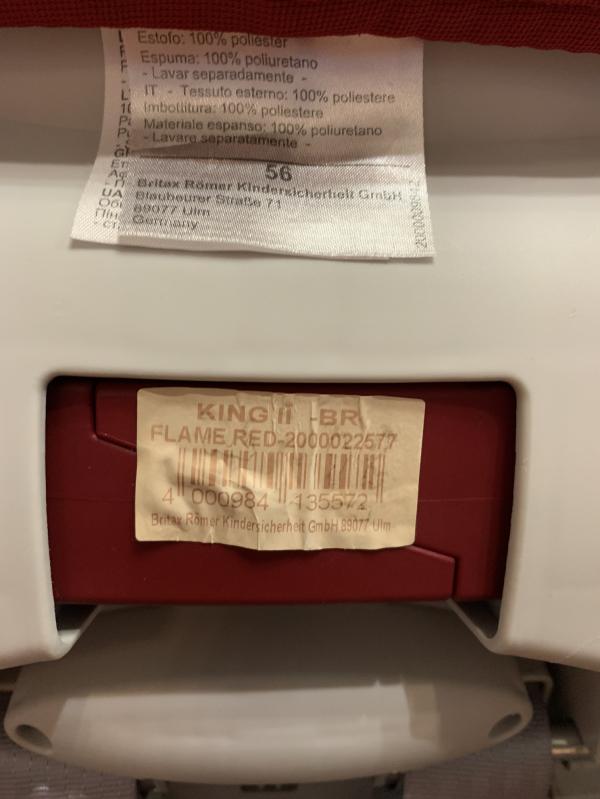 Estofo: 100% poliéster
Espuma: 100% poliuretano
- Lavar separadamente -
IT - Tessuto esterno: 100% poliestere
Imbottitura: 100% poliestere
Materiale espanso: 100% poliuretano
- Lavare separatamente -
56
Britax Römer Kindersicherheit GmbH
Blaubeurer Straße 71
89077 Ulm
Germany
KING II -BR
FLAME RED-2000022577
4 000984 135572
Britax Römer Kindersicherheit GmbH 89077 Ulm